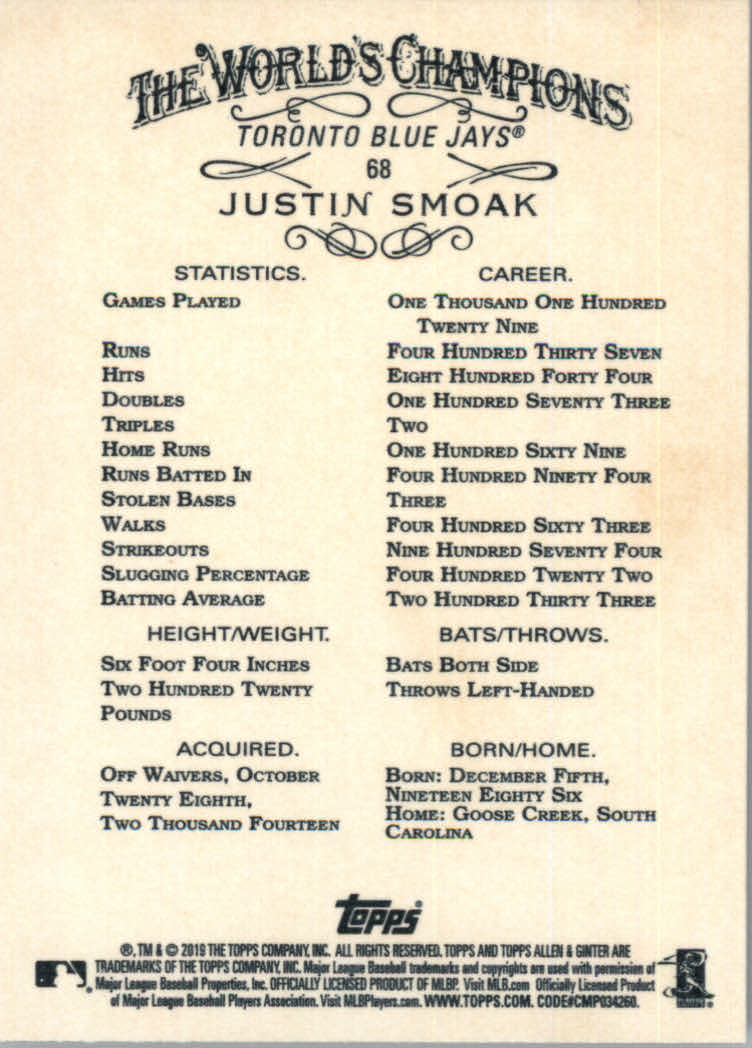 THE WORLD'S CHAMPIONS
TORONTO BLUE JAYS®
68
JUSTIN SMOAK
STATISTICS. CAREER.
GAMES PLAYED ONE THOUSAND ONE HUNDRED
TWENTY NINE
RUNS FOUR HUNDRED THIRTY SEVEN
HITS EIGHT HUNDRED FORTY FOUR
DOUBLES ONE HUNDRED SEVENTY THREE
TRIPLES TWO
HOME RUNS ONE HUNDRED SIXTY NINE
RUNS BATTED IN FOUR HUNDRED NINETY FOUR
STOLEN BASES THREE
WALKS FOUR HUNDRED SIXTY THREE
STRIKEOUTS NINE HUNDRED SEVENTY FOUR
SLUGGING PERCENTAGE FOUR HUNDRED TWENTY TWO
BATTING AVERAGE TWO HUNDRED THIRTY THREE
HEIGHT/WEIGHT. BATS/THROWS.
SIX FOOT FOUR INCHES BATS BOTH SIDE
TWO HUNDRED TWENTY THROWS LEFT-HANDED
POUNDS
ACQUIRED. BORN/HOME.
OFF WAIVERS, OCTOBER BORN: DECEMBER FIFTH,
TWENTY EIGHTH, NINETEEN EIGHTY SIX
TWO THOUSAND FOURTEEN HOME: GOOSE CREEK, SOUTH
CAROLINA
topps®
®, TM & © 2019 THE TOPPS COMPANY, INC. ALL RIGHTS RESERVED. TOPPS AND TOPPS ALLEN & GINTER ARE
TRADEMARKS OF THE TOPPS COMPANY, INC. Major League Baseball trademarks and copyrights are used with permission of
Major League Baseball Properties, Inc. OFFICIALLY LICENSED PRODUCT OF MLBP. Visit MLB.com Officially Licensed Product
of Major League Baseball Players Association. Visit MLBPlayers.com. WWW.TOPPS.COM. CODE#CMP034260.